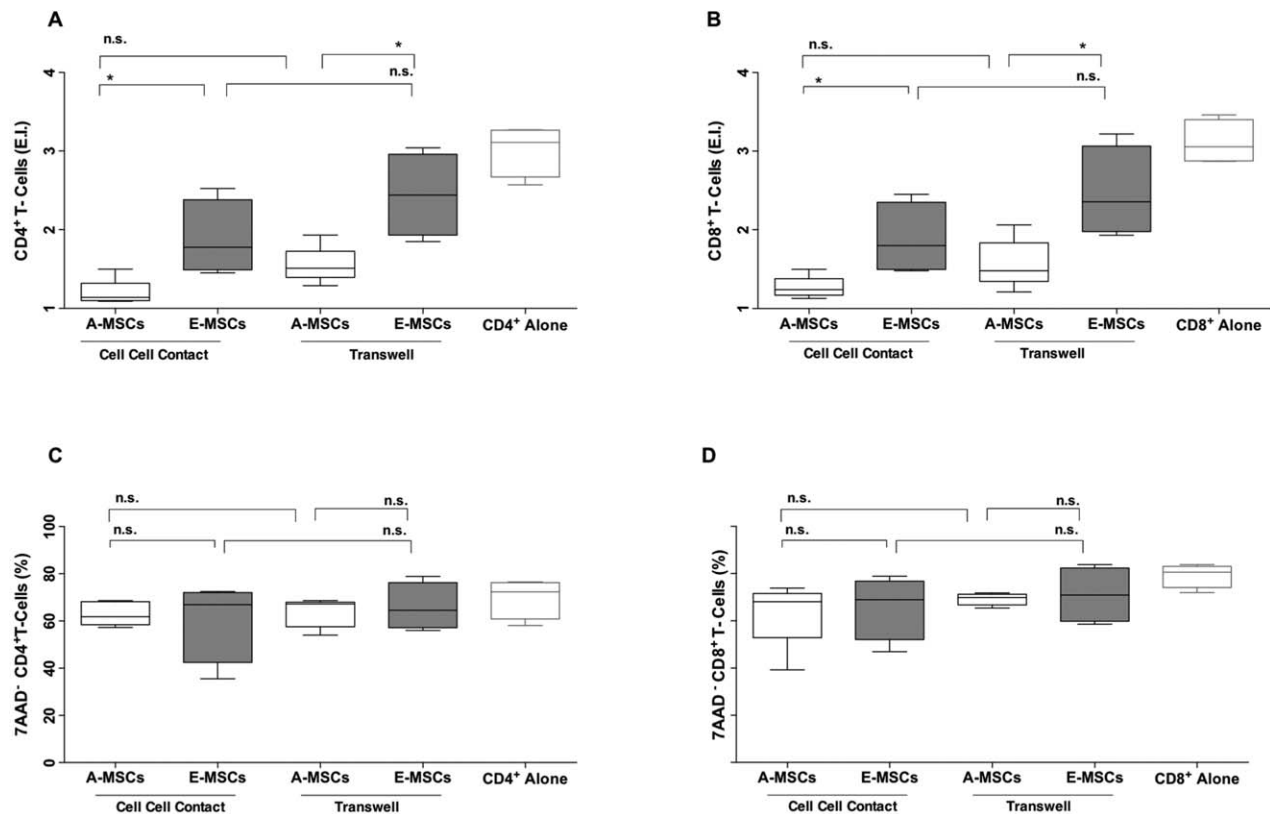 A
n.s.
*
*
n.s.
4
3
2
1
CD4+ T- Cells (E.I.)
A-MSCs E-MSCs A-MSCs E-MSCs CD4+ Alone
Cell Cell Contact Transwell
B
n.s.
*
*
n.s.
4
3
2
1
CD8+ T- Cells (E.I.)
A-MSCs E-MSCs A-MSCs E-MSCs CD8+ Alone
Cell Cell Contact Transwell
C
n.s.
n.s.
n.s.
n.s.
100
80
60
40
20
0
7AAD- CD4+T-Cells (%)
A-MSCs E-MSCs A-MSCs E-MSCs CD4+ Alone
Cell Cell Contact Transwell
D
n.s.
n.s.
n.s.
n.s.
7AAD- CD8+T- Cells (%)
A-MSCs E-MSCs A-MSCs E-MSCs CD8+ Alone
Cell Cell Contact Transwell